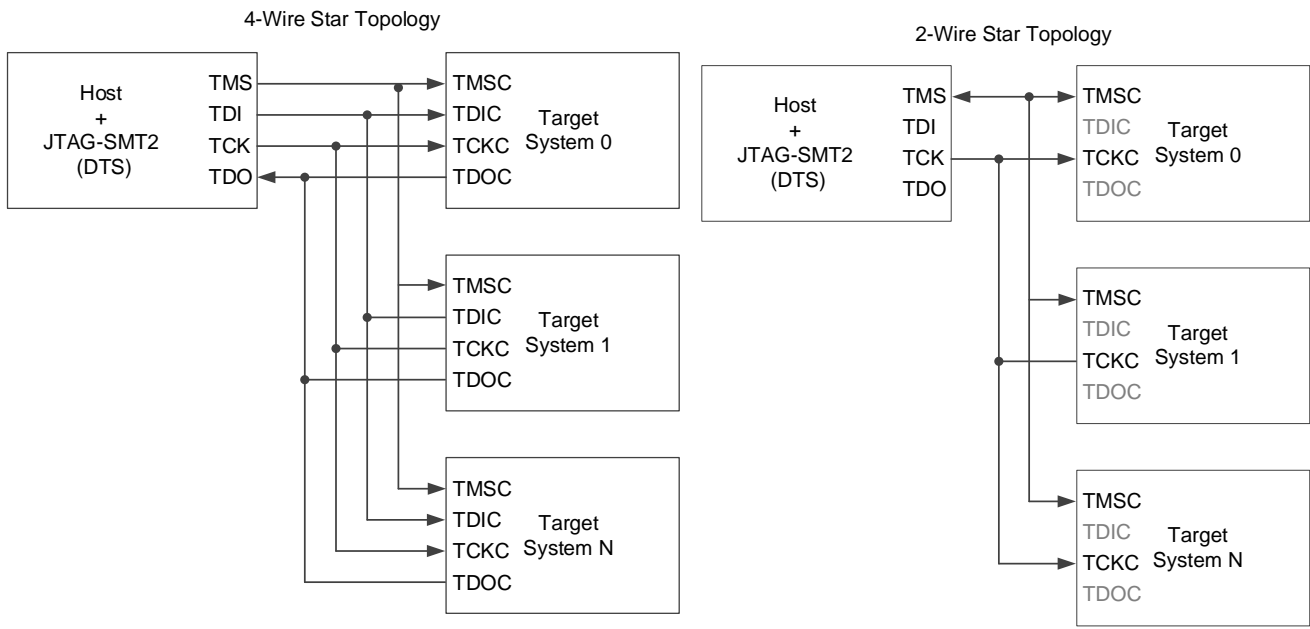 4-Wire Star Topology
Host
+
JTAG-SMT2
(DTS)
TMS
TDI
TCK
TDO
TMSC
TDIC
TCKC
TDOC
Target
System 0
TMSC
TDIC
TCKC
TDOC
Target
System 1
TMSC
TDIC
TCKC
TDOC
Target
System N
2-Wire Star Topology
Host
+
JTAG-SMT2
(DTS)
TMS
TDI
TCK
TDO
TMSC
TDIC
TCKC
TDOC
Target
System 0
TMSC
TDIC
TCKC
TDOC
Target
System 1
TMSC
TDIC
TCKC
TDOC
Target
System N